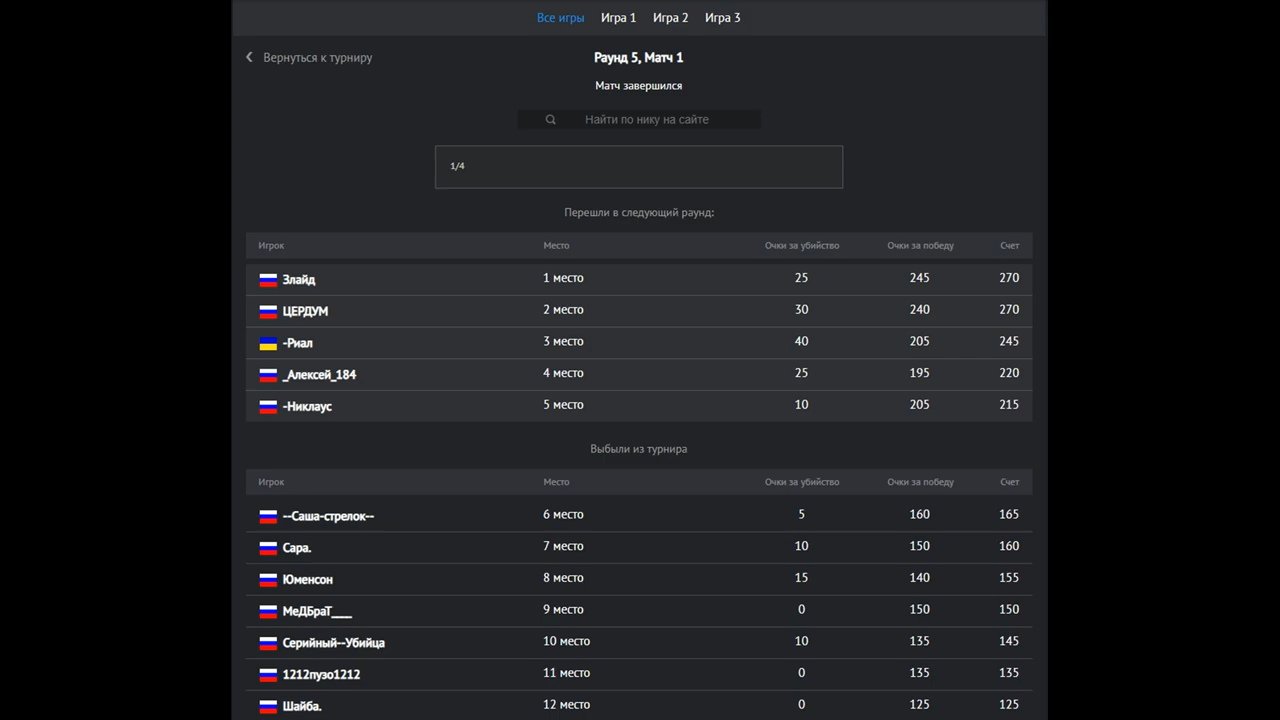 Все игры Игра 1 Игра 2 Игра 3
Вернуться к турниру
Раунд 5, Матч 1
Матч завершился
Найти по нику на сайте
1/4
Перешли в следующий раунд:
Игрок Место Очки за убийство Очки за победу Счет
Злайд 1 место 25 245 270
ЦЕРДУМ 2 место 30 240 270
-Риал 3 место 40 205 245
_Алексей_184 4 место 25 195 220
-Никлаус 5 место 10 205 215
Выбыли из турнира
Игрок Место Очки за убийство Очки за победу Счет
--Саша-стрелок-- 6 место 5 160 165
Сара. 7 место 10 150 160
Юменсон 8 место 15 140 155
МеДБраТ____ 9 место 0 150 150
Серийный--Убийца 10 место 10 135 145
1212пузо1212 11 место 0 135 135
Шайба. 12 место 0 125 125